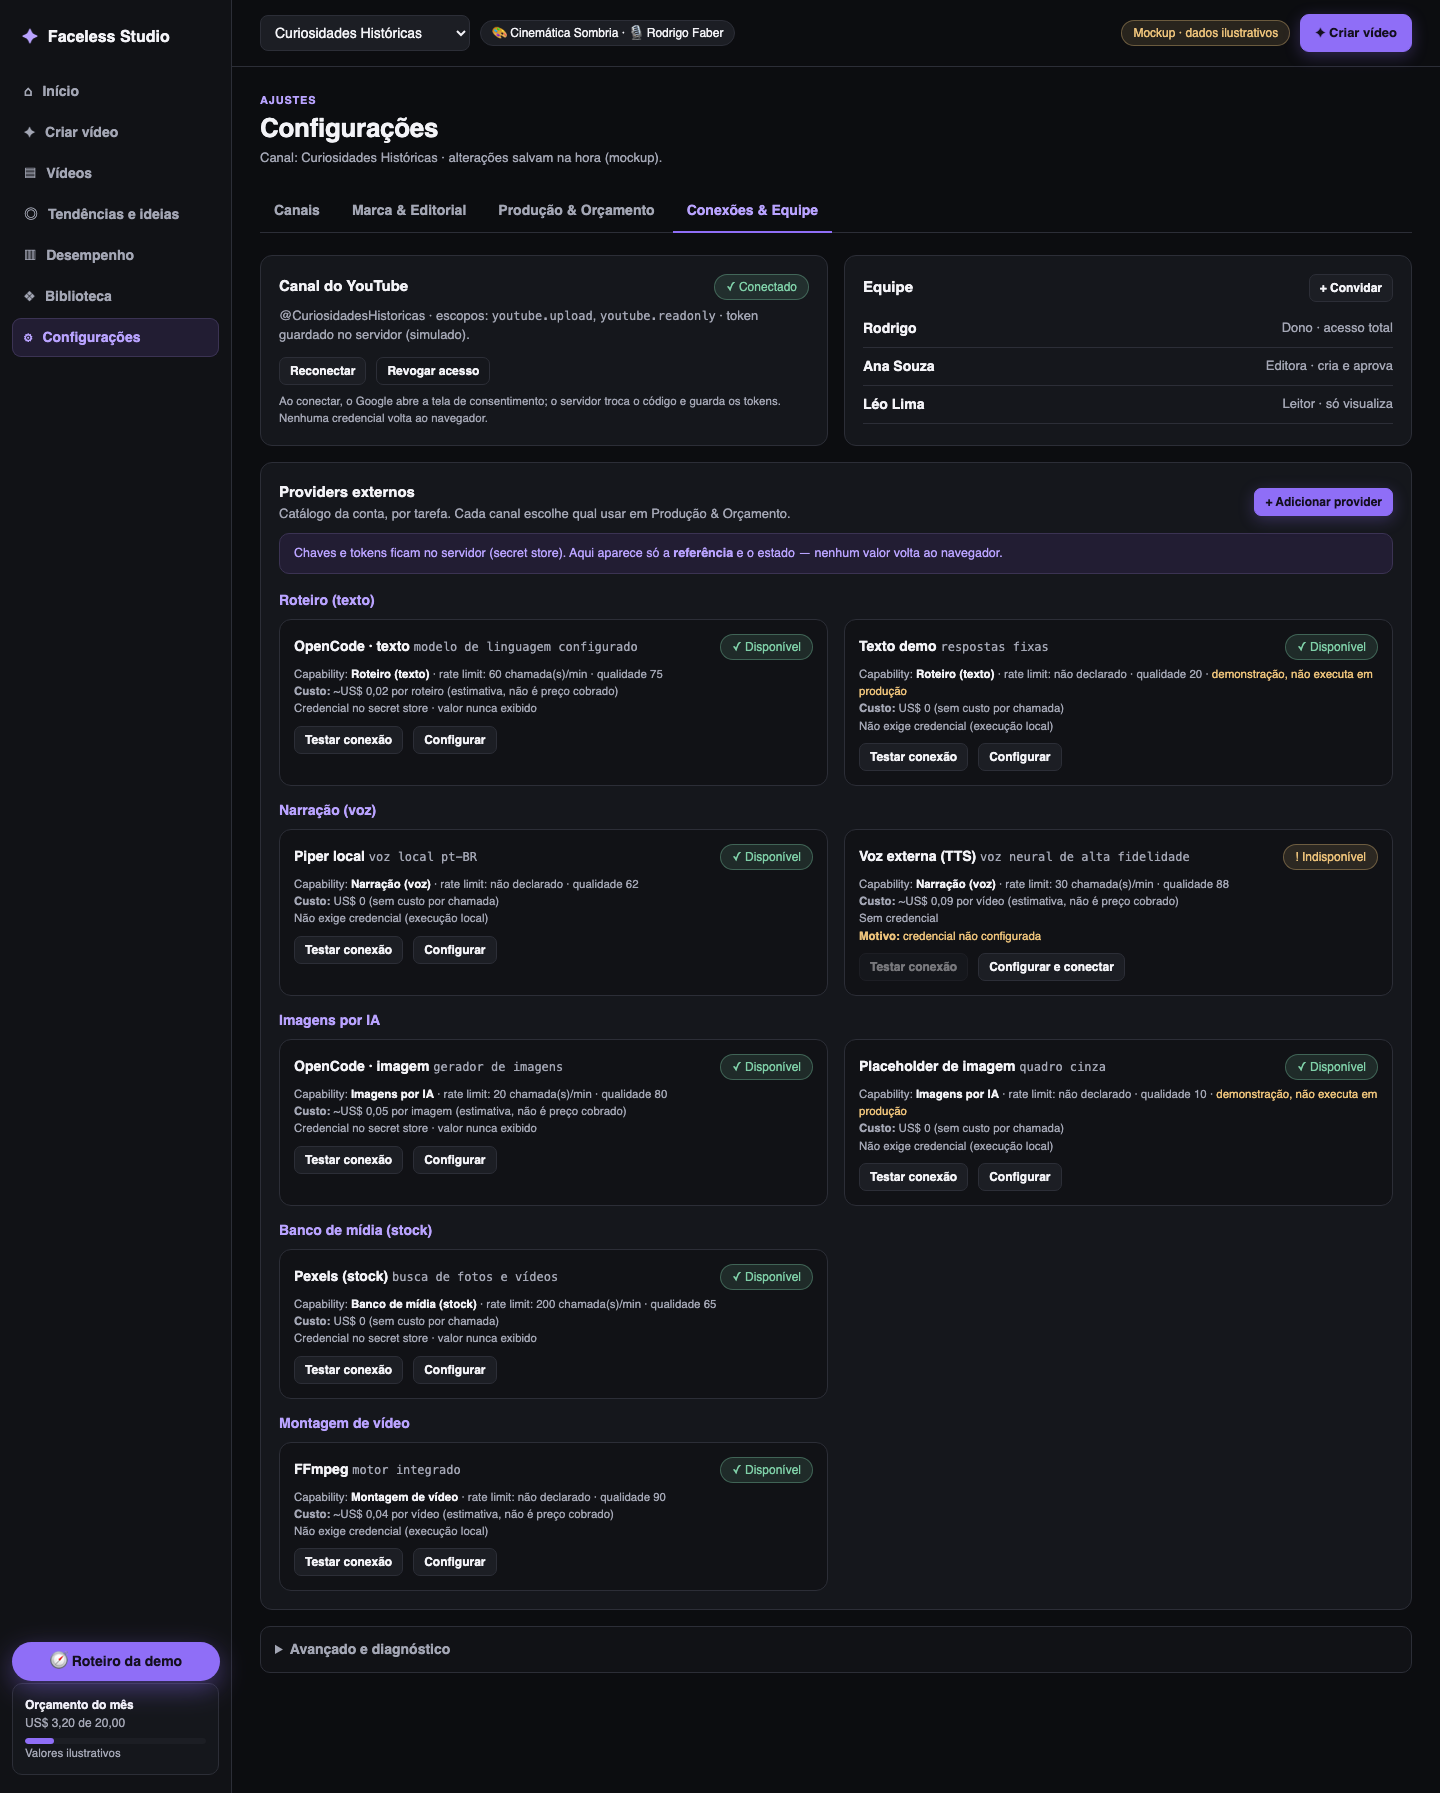 Faceless Studio
Início
Criar vídeo
Vídeos
Tendências e ideias
Desempenho
Biblioteca
Configurações
Roteiro da demo
Orçamento do mês
US$ 3,20 de 20,00
Valores ilustrativos
Curiosidades Históricas
Cinemática Sombria · Rodrigo Faber
Mockup · dados ilustrativos
Criar vídeo
AJUSTES
Configurações
Canal: Curiosidades Históricas · alterações salvam na hora (mockup).
Canais
Marca & Editorial
Produção & Orçamento
Conexões & Equipe
Canal do YouTube
✓ Conectado
@CuriosidadesHistoricas · escopos: youtube.upload, youtube.readonly · token
guardado no servidor (simulado).
Reconectar
Revogar acesso
Ao conectar, o Google abre a tela de consentimento; o servidor troca o código e guarda os tokens.
Nenhuma credencial volta ao navegador.
Equipe
+ Convidar
Rodrigo
Dono · acesso total
Ana Souza
Editora · cria e aprova
Léo Lima
Leitor · só visualiza
Providers externos
Catálogo da conta, por tarefa. Cada canal escolhe qual usar em Produção & Orçamento.
+ Adicionar provider
Chaves e tokens ficam no servidor (secret store). Aqui aparece só a referência e o estado — nenhum valor volta ao navegador.
Roteiro (texto)
OpenCode · texto modelo de linguagem configurado
✓ Disponível
Capability: Roteiro (texto) · rate limit: 60 chamada(s)/min · qualidade 75
Custo: ~US$ 0,02 por roteiro (estimativa, não é preço cobrado)
Credencial no secret store · valor nunca exibido
Testar conexão
Configurar
Texto demo respostas fixas
✓ Disponível
Capability: Roteiro (texto) · rate limit: não declarado · qualidade 20 · demonstração, não executa em
produção
Custo: US$ 0 (sem custo por chamada)
Não exige credencial (execução local)
Testar conexão
Configurar
Narração (voz)
Piper local voz local pt-BR
✓ Disponível
Capability: Narração (voz) · rate limit: não declarado · qualidade 62
Custo: US$ 0 (sem custo por chamada)
Não exige credencial (execução local)
Testar conexão
Configurar
Voz externa (TTS) voz neural de alta fidelidade
! Indisponível
Capability: Narração (voz) · rate limit: 30 chamada(s)/min · qualidade 88
Custo: ~US$ 0,09 por vídeo (estimativa, não é preço cobrado)
Sem credencial
Motivo: credencial não configurada
Testar conexão
Configurar e conectar
Imagens por IA
OpenCode · imagem gerador de imagens
✓ Disponível
Capability: Imagens por IA · rate limit: 20 chamada(s)/min · qualidade 80
Custo: ~US$ 0,05 por imagem (estimativa, não é preço cobrado)
Credencial no secret store · valor nunca exibido
Testar conexão
Configurar
Placeholder de imagem quadro cinza
✓ Disponível
Capability: Imagens por IA · rate limit: não declarado · qualidade 10 · demonstração, não executa em
produção
Custo: US$ 0 (sem custo por chamada)
Não exige credencial (execução local)
Testar conexão
Configurar
Banco de mídia (stock)
Pexels (stock) busca de fotos e vídeos
✓ Disponível
Capability: Banco de mídia (stock) · rate limit: 200 chamada(s)/min · qualidade 65
Custo: US$ 0 (sem custo por chamada)
Credencial no secret store · valor nunca exibido
Testar conexão
Configurar
Montagem de vídeo
FFmpeg motor integrado
✓ Disponível
Capability: Montagem de vídeo · rate limit: não declarado · qualidade 90
Custo: ~US$ 0,04 por vídeo (estimativa, não é preço cobrado)
Não exige credencial (execução local)
Testar conexão
Configurar
Avançado e diagnóstico